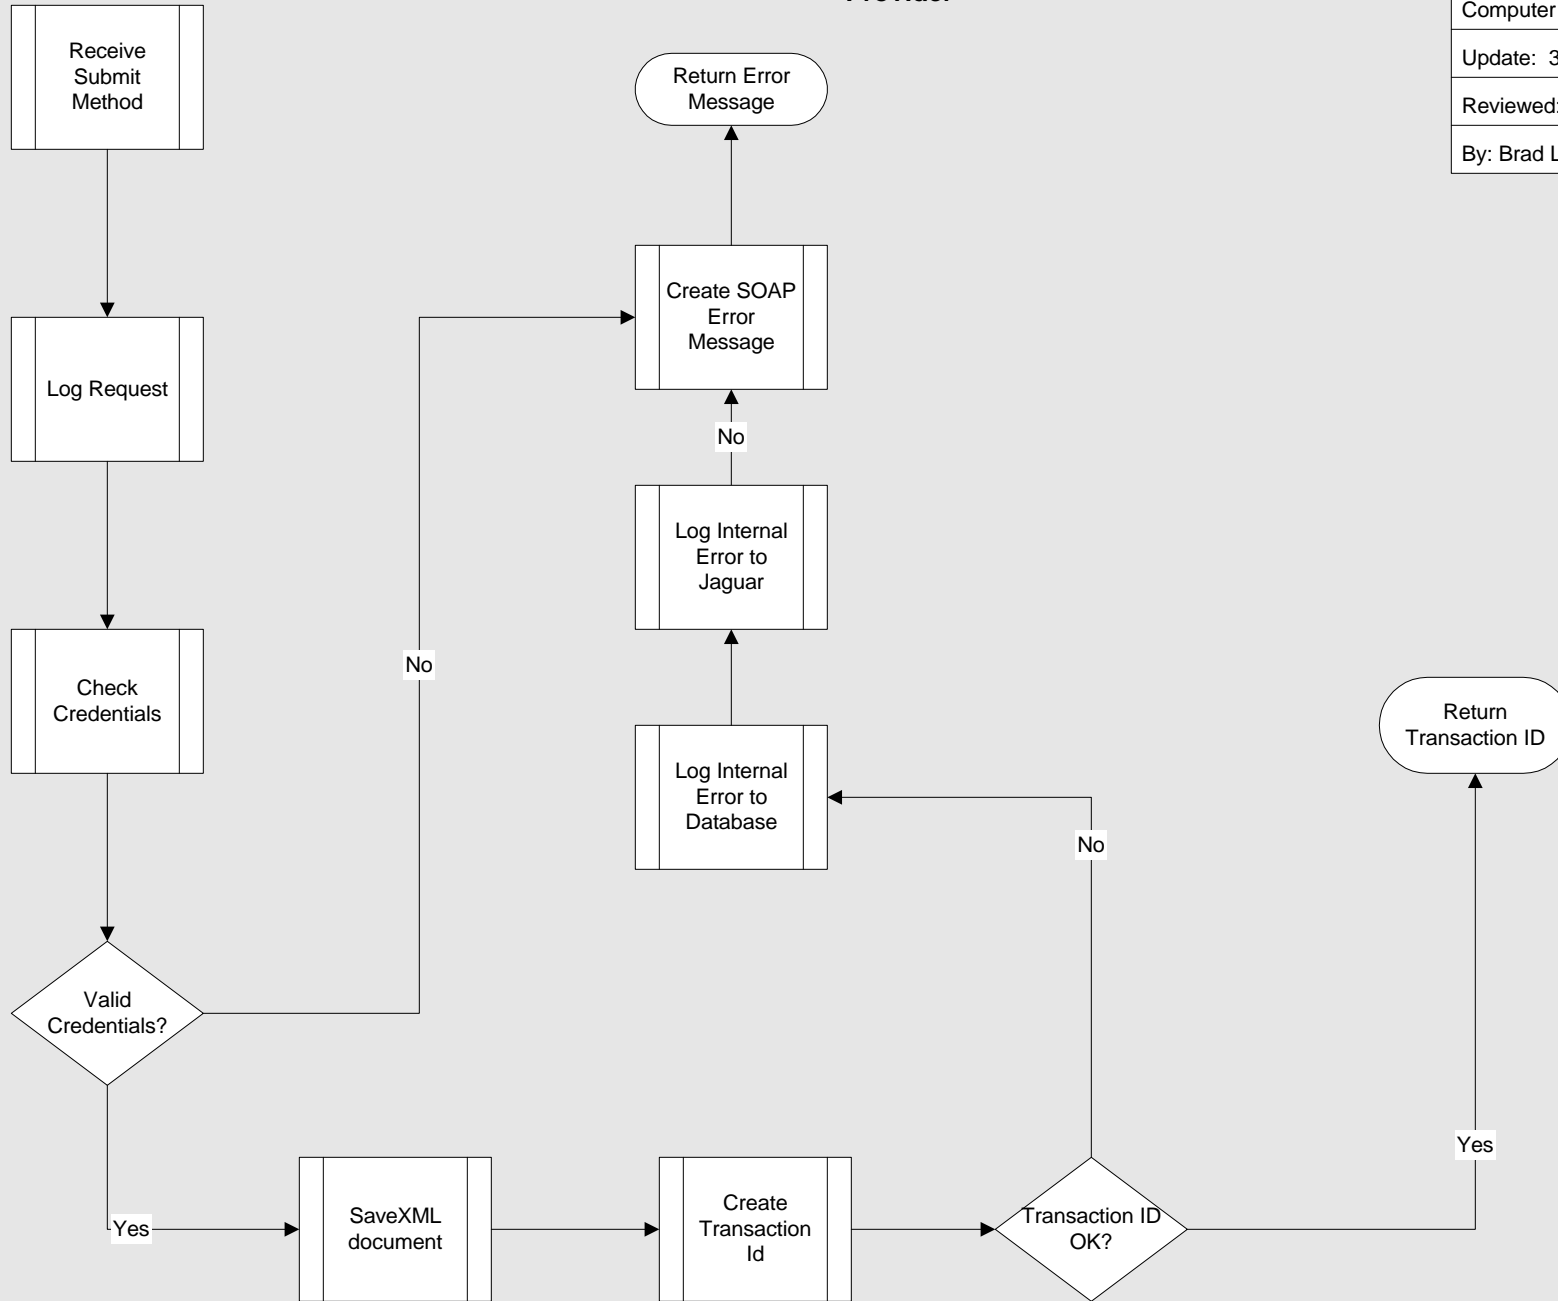 Computer
Update: 3
Reviewed:
By: Brad L
Receive
Submit
Method
Return Error
Message
Create SOAP
Error
Message
Log Request
No
Log Internal
Error to
Jaguar
No
Check
Credentials
Return
Transaction ID
Log Internal
Error to
Database
No
Valid
Credentials?
Yes
Yes
SaveXML
document
Create
Transaction
Id
Transaction ID
OK?